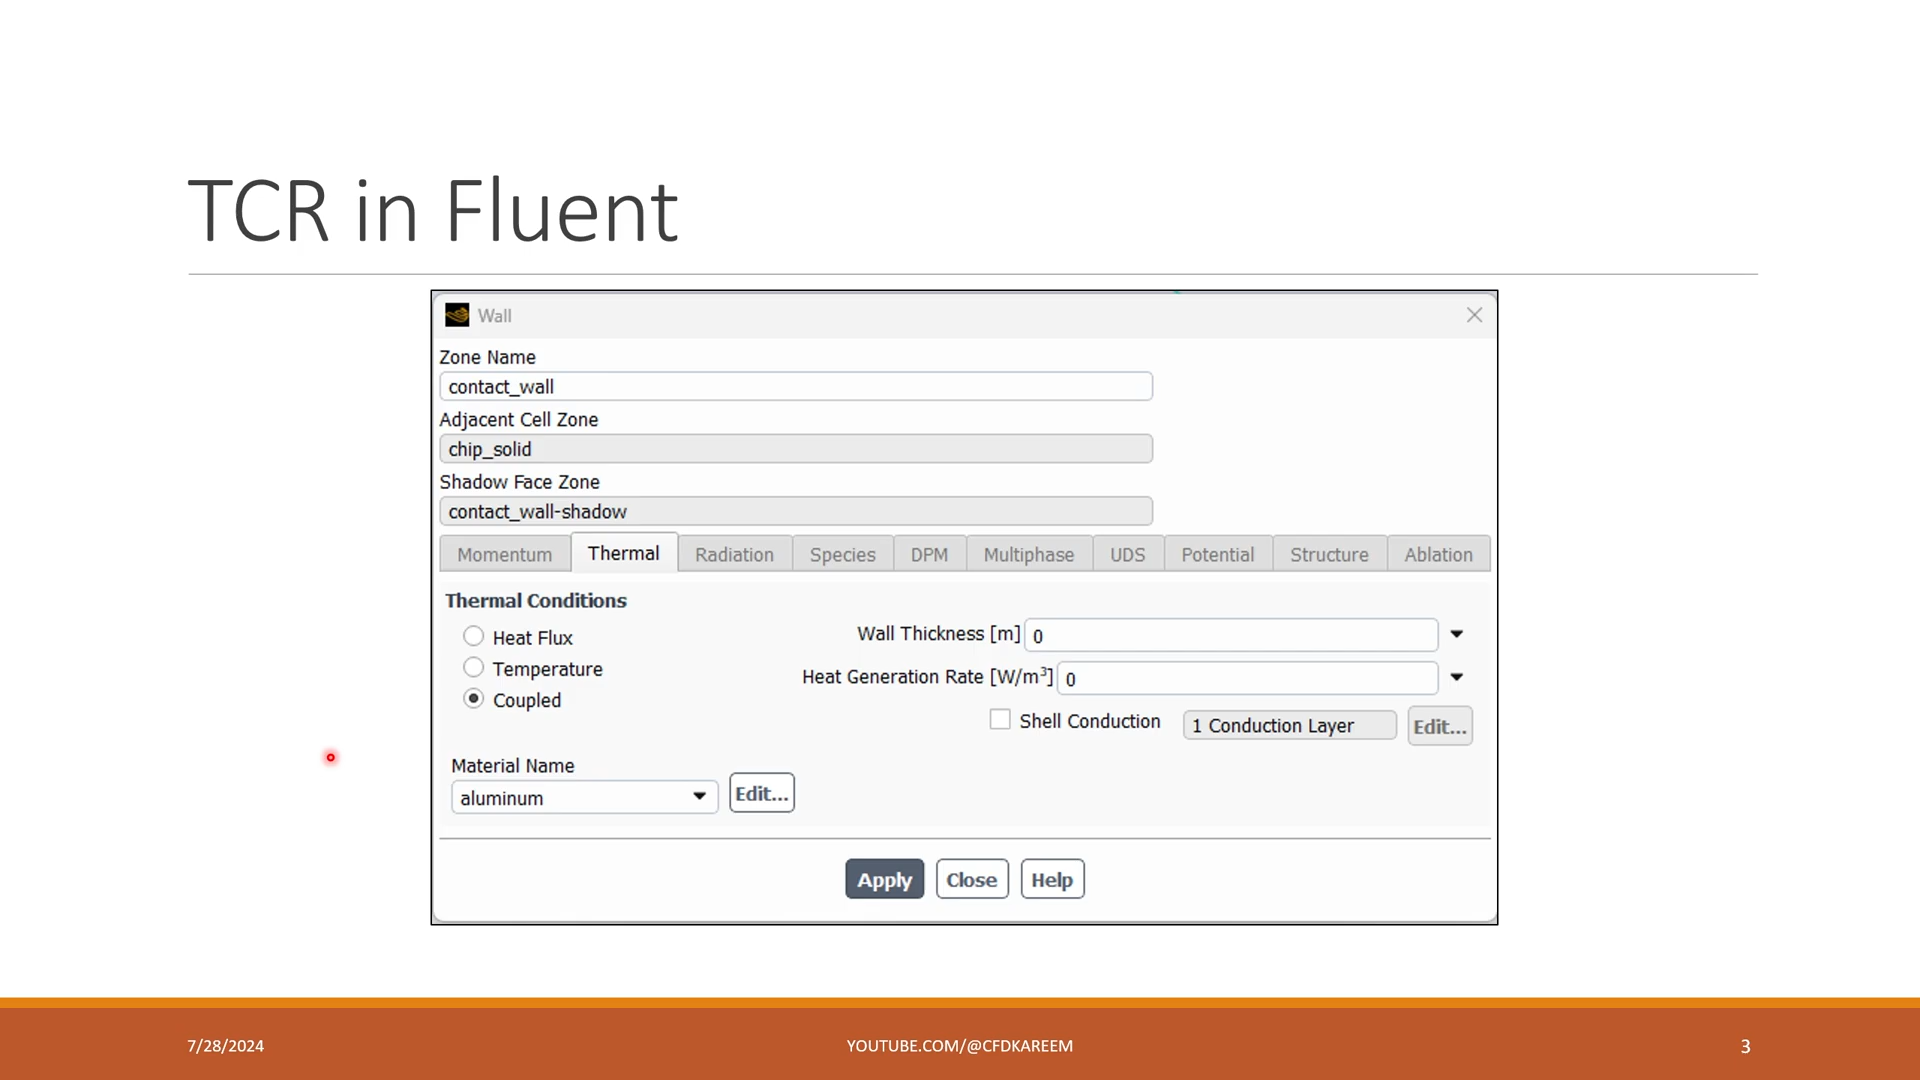 TCR in Fluent
Wall
Zone Name
contact_wall
Adjacent Cell Zone
chip_solid
Shadow Face Zone
contact_wall-shadow
Momentum Thermal Radiation Species DPM Multiphase UDS Potential Structure Ablation
Thermal Conditions
Heat Flux
Temperature
Coupled
Wall Thickness [m] 0
Heat Generation Rate [W/m³] 0
Shell Conduction 1 Conduction Layer Edit...
Material Name
aluminum Edit...
Apply Close Help
7/28/2024 YOUTUBE.COM/@CFDKAREEM 3